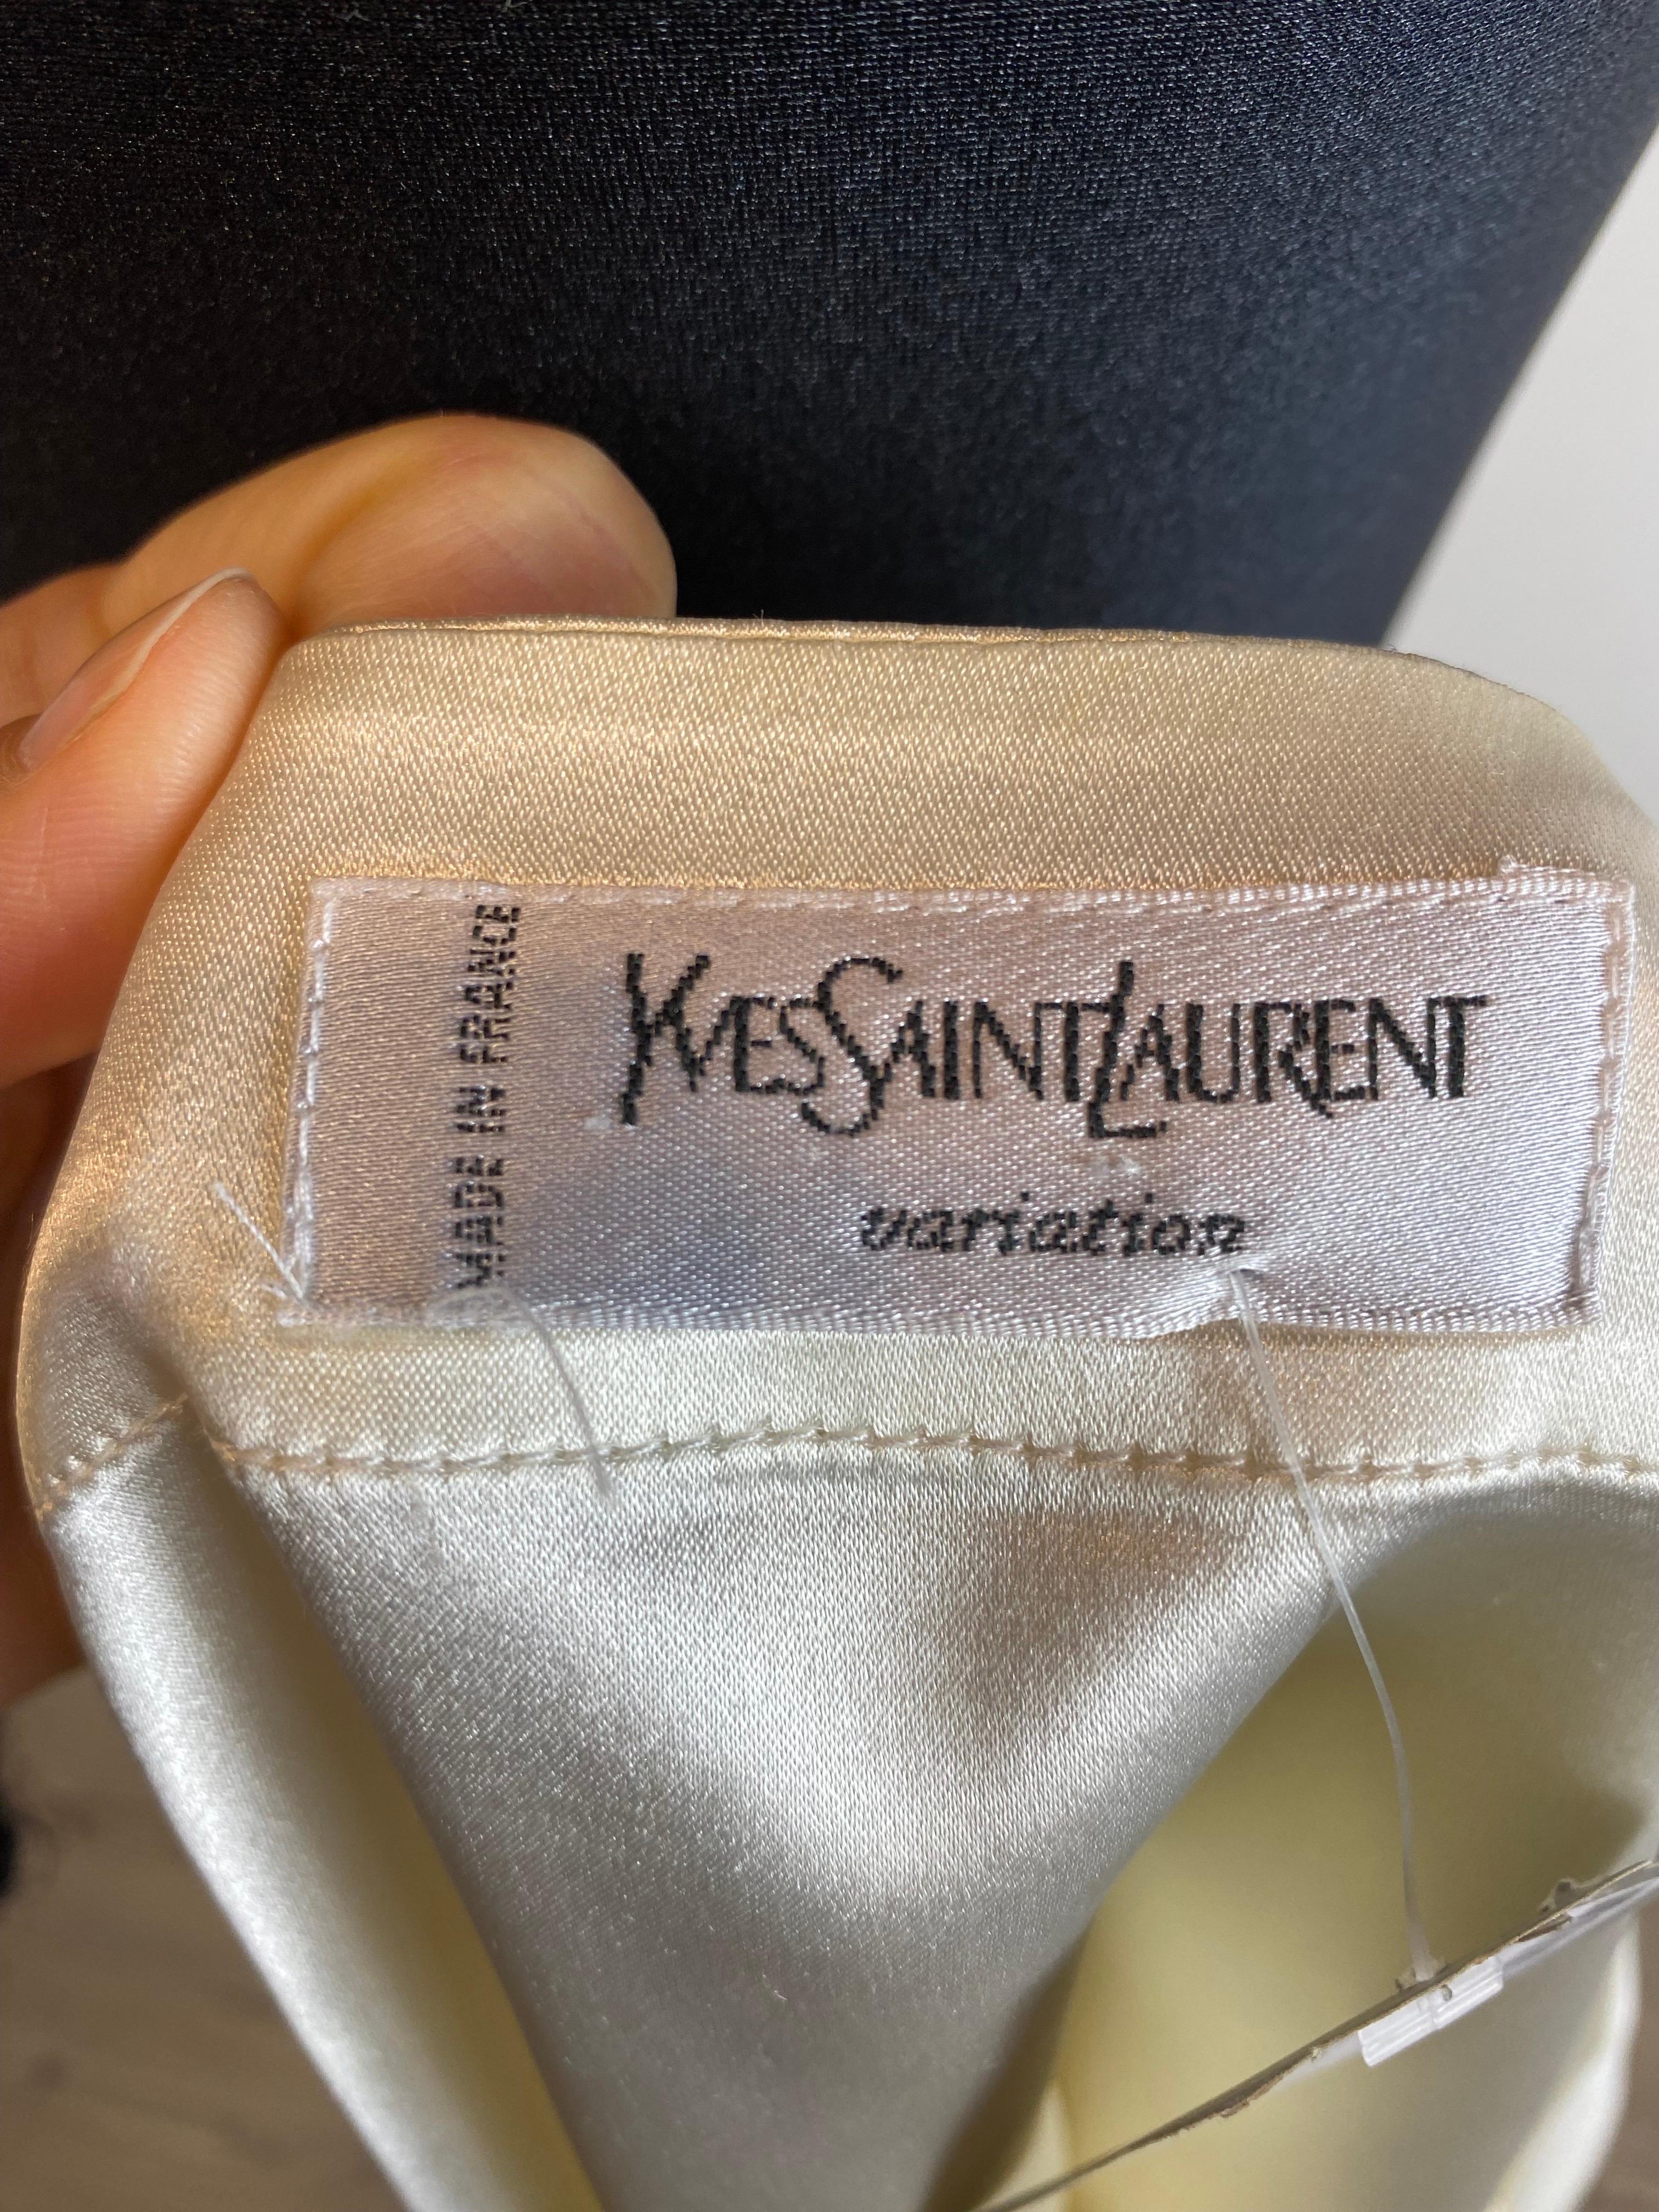 YVESSAINTLAURENT
variation
MADE IN FRANCE